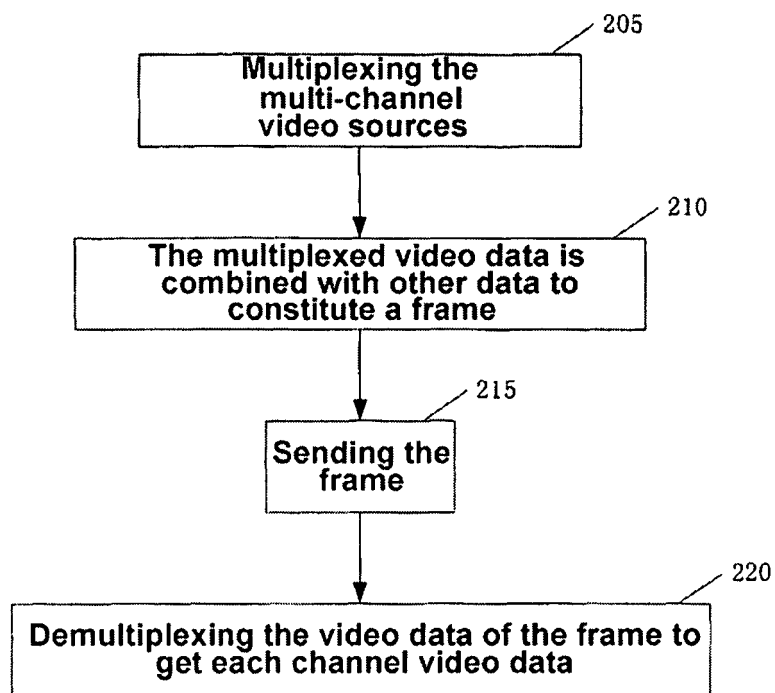 205
Multiplexing the
multi-channel
video sources
210
The multiplexed video data is
combined with other data to
constitute a frame
215
Sending the
frame
220
Demultiplexing the video data of the frame to
get each channel video data